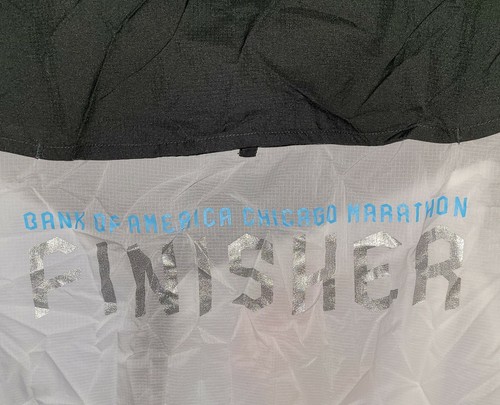 BANK OF AMERICA CHICAGO MARATHON
FINISHER